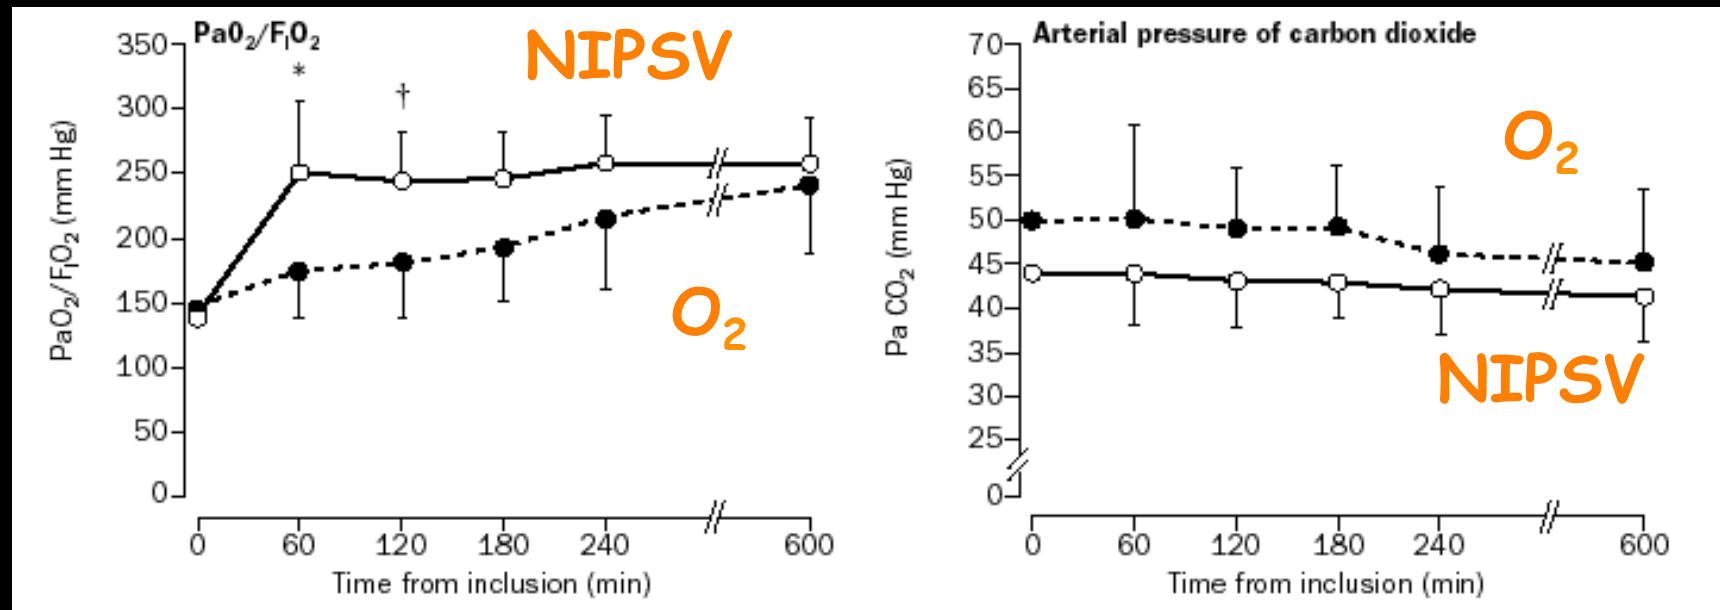 PaO₂/FIO₂
NIPSV
*
†
350
300
250
200
150
100
50
0
PaO₂/FIO₂ (mm Hg)
O₂
0 60 120 180 240 600
Time from inclusion (min)
Arterial pressure of carbon dioxide
70
65
60
55
50
45
40
35
30
25
0
Pa CO₂ (mm Hg)
O₂
NIPSV
0 60 120 180 240 600
Time from inclusion (min)